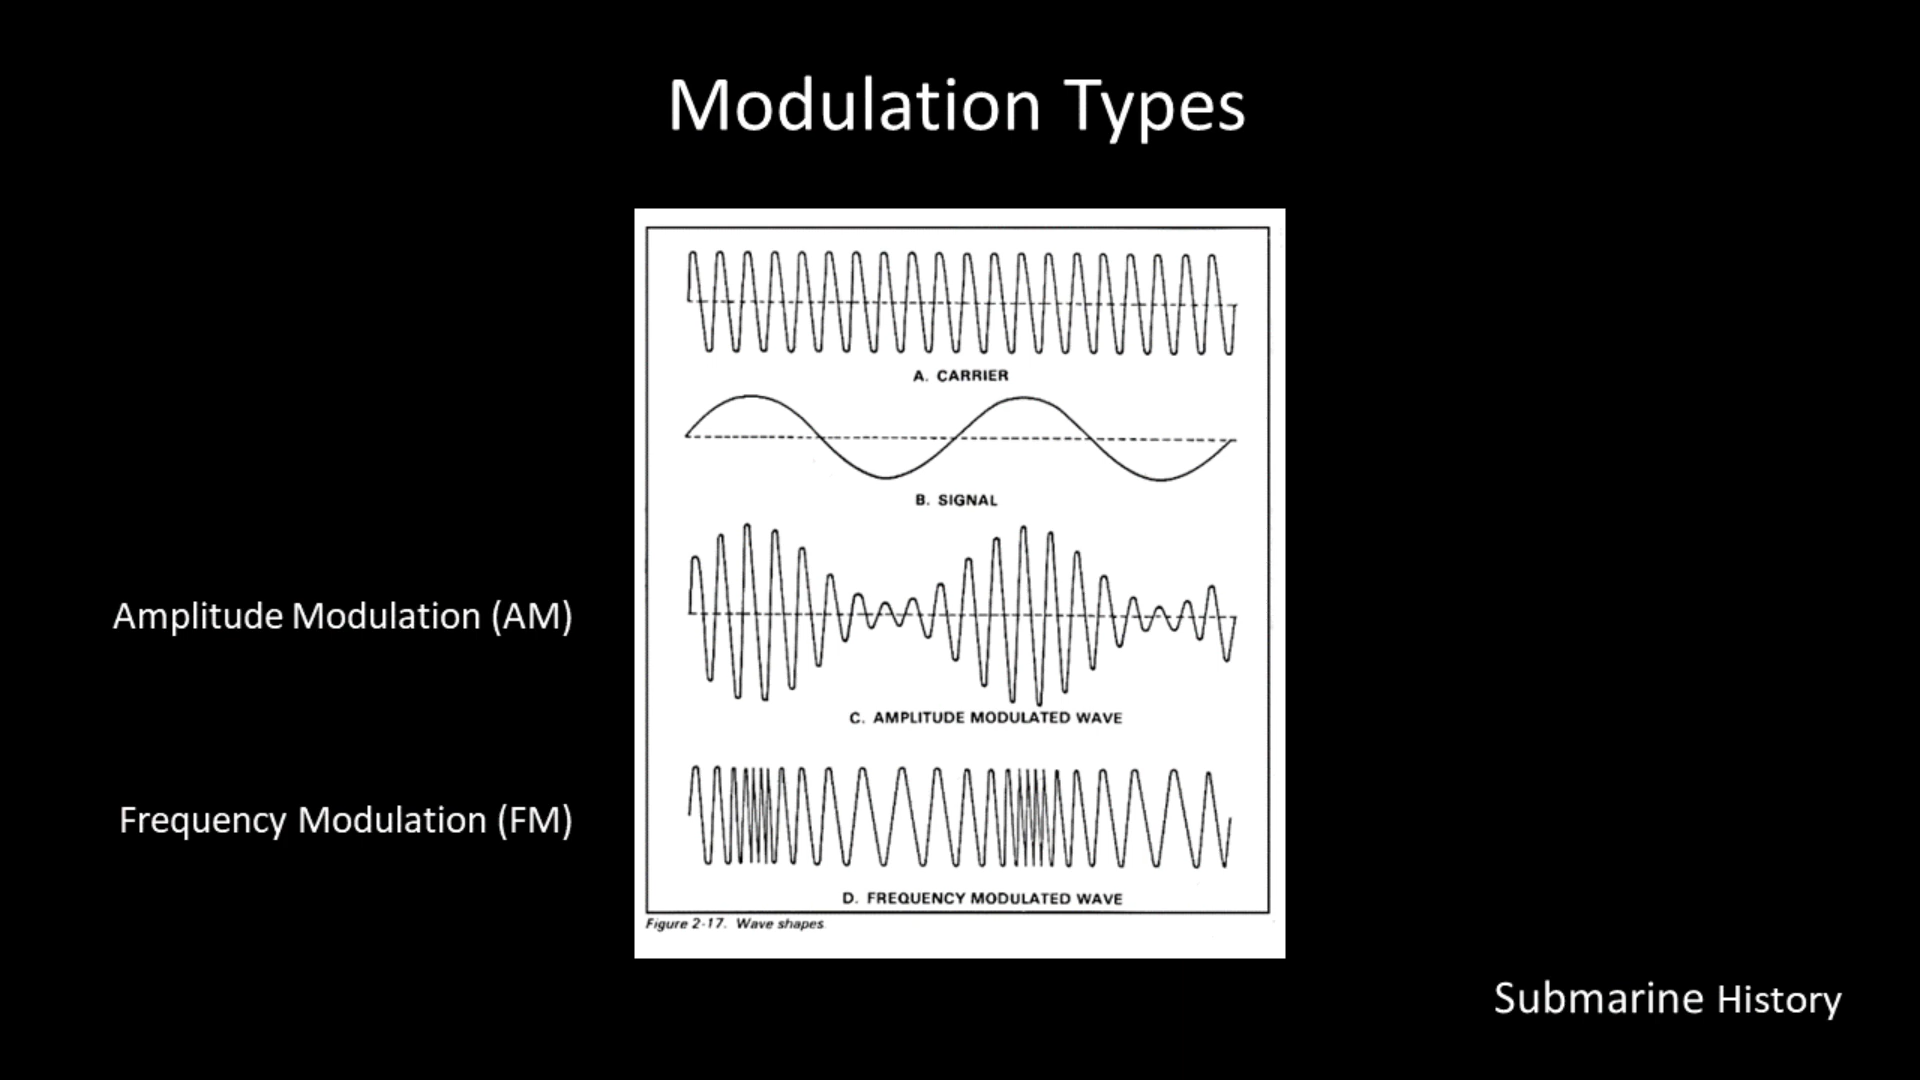 Modulation Types
A. CARRIER
B. SIGNAL
Amplitude Modulation (AM)
C. AMPLITUDE MODULATED WAVE
Frequency Modulation (FM)
D. FREQUENCY MODULATED WAVE
Figure 2-17. Wave shapes
Submarine History